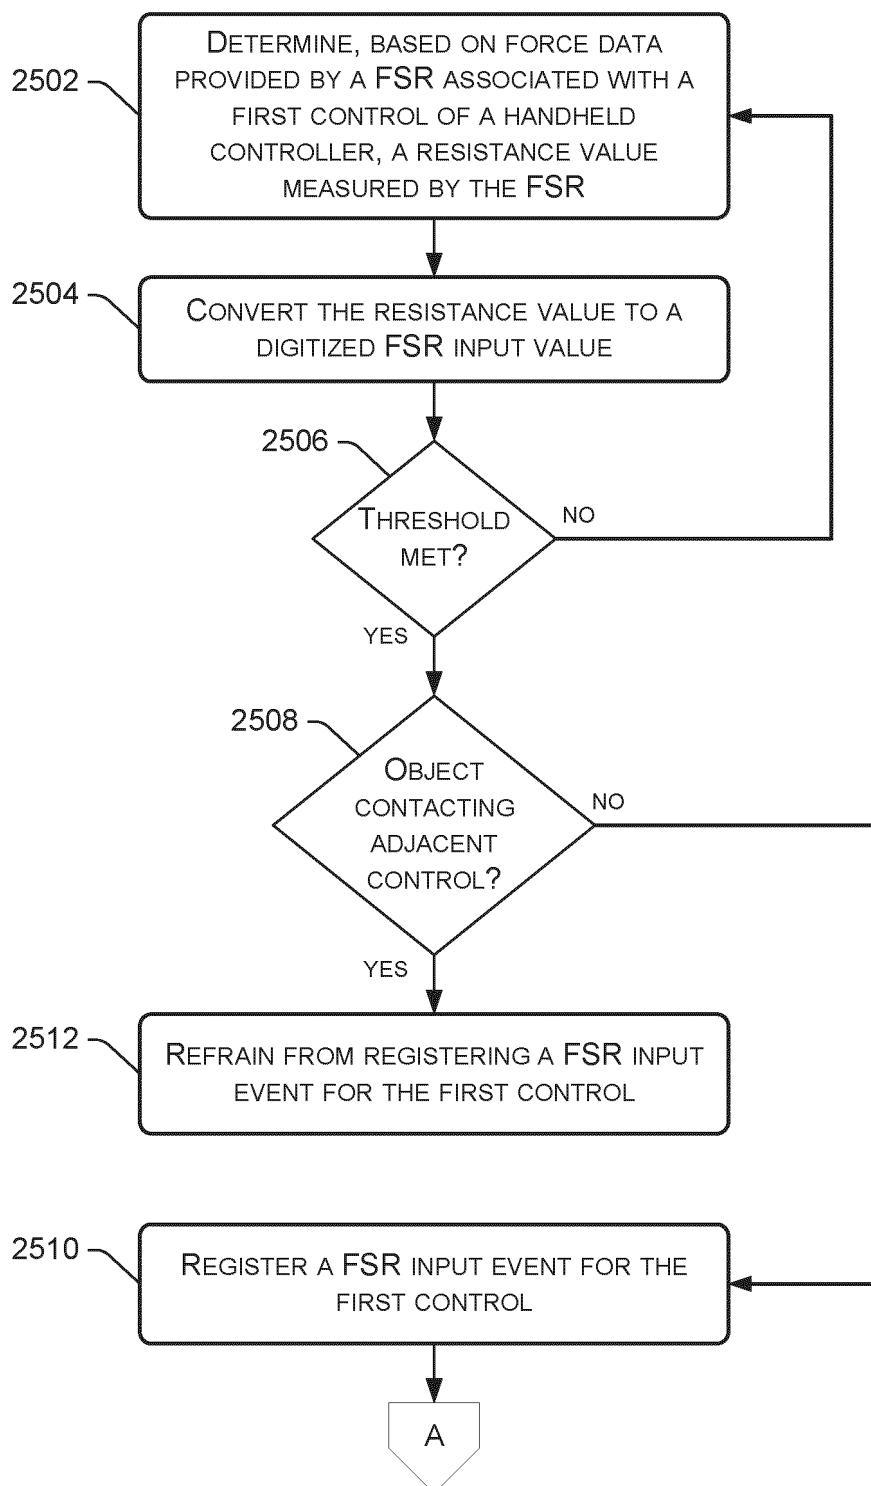 2502
DETERMINE, BASED ON FORCE DATA
PROVIDED BY A FSR ASSOCIATED WITH A
FIRST CONTROL OF A HANDHELD
CONTROLLER, A RESISTANCE VALUE
MEASURED BY THE FSR
2504
CONVERT THE RESISTANCE VALUE TO A
DIGITIZED FSR INPUT VALUE
2506
THRESHOLD
MET?
NO
YES
2508
OBJECT
CONTACTING
ADJACENT
CONTROL?
NO
YES
2512
REFRAIN FROM REGISTERING A FSR INPUT
EVENT FOR THE FIRST CONTROL
2510
REGISTER A FSR INPUT EVENT FOR THE
FIRST CONTROL
A